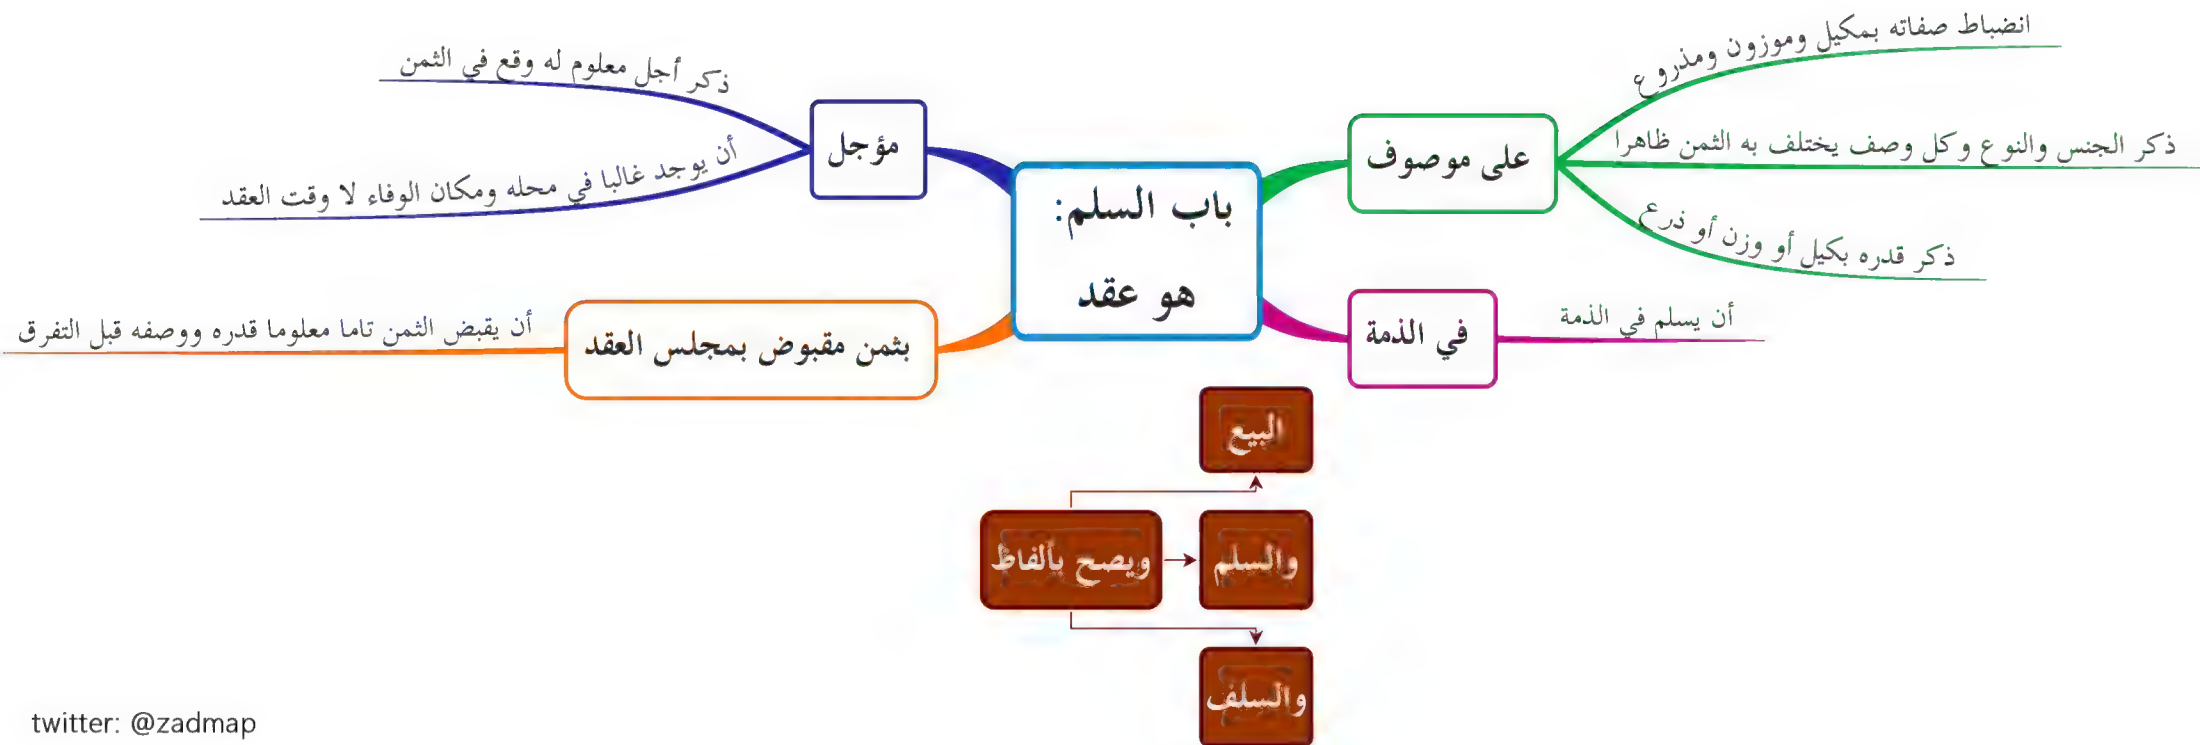 باب السلم:
هو عقد
على موصوف
انضباط صفاته بمكيل وموزون ومذروع
ذكر الجنس والنوع وكل وصف يختلف به الثمن ظاهرا
ذكر قدره بكيل أو وزن أو ذرع
في الذمة
أن يسلم في الذمة
مؤجل
ذكر أجل معلوم له وقع في الثمن
أن يوجد غالبا في محله ومكان الوفاء لا وقت العقد
بثمن مقبوض بمجلس العقد
أن يقبض الثمن تاما معلوما قدره ووصفه قبل التفرق
ويصح بألفاظ
البيع
والسلم
والسلف
twitter: @zadmap